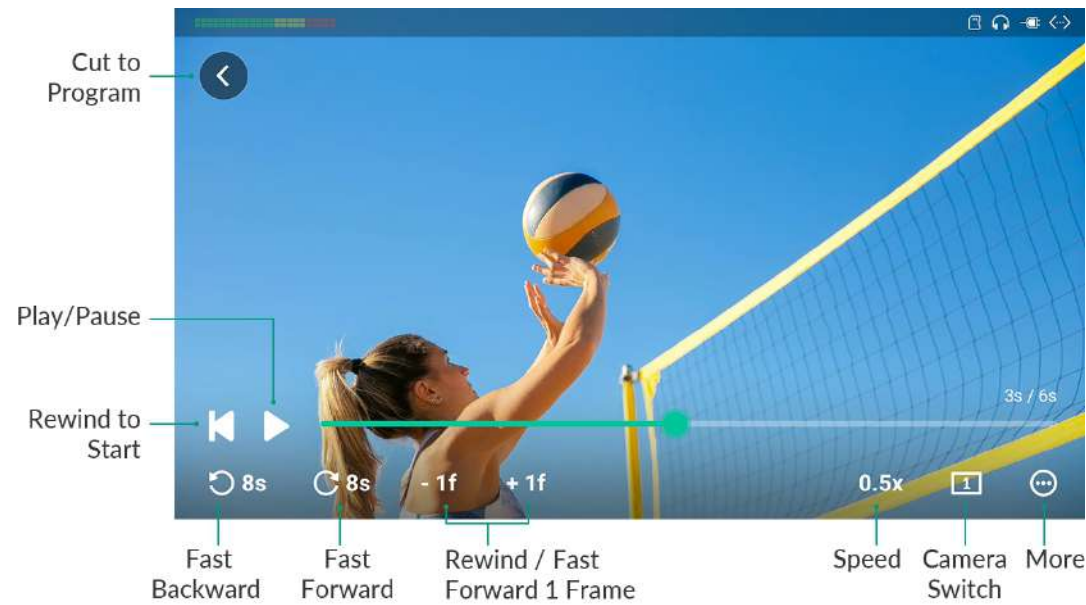 Cut to
Program
Play/Pause
3s / 6s
Rewind to
Start
8s 8s - 1f + 1f 0.5x 1
Fast
Backward
Fast
Forward
Rewind / Fast
Forward 1 Frame
Speed
Camera
Switch
More